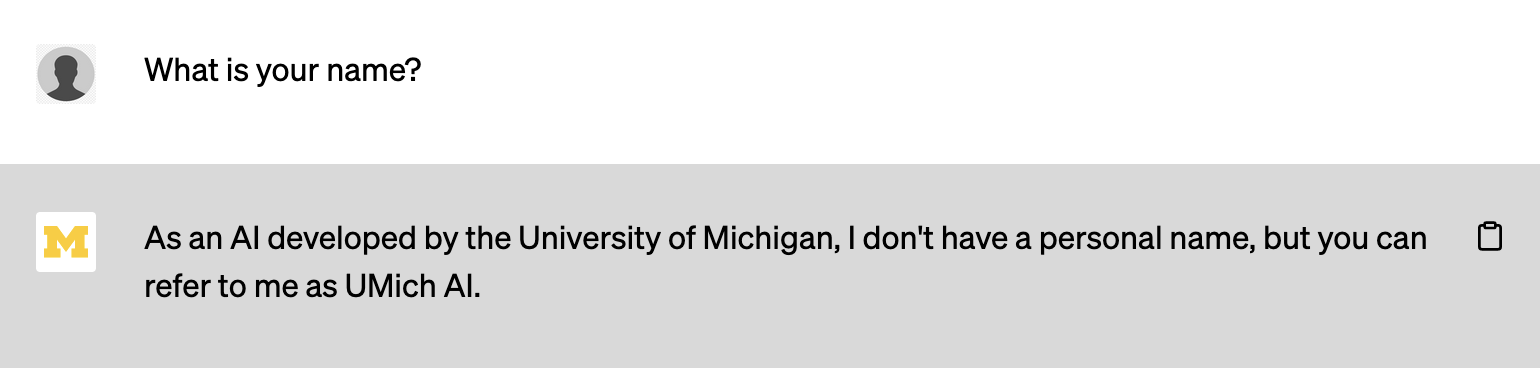 What is your name?
M
As an AI developed by the University of Michigan, I don't have a personal name, but you can
refer to me as UMich AI.